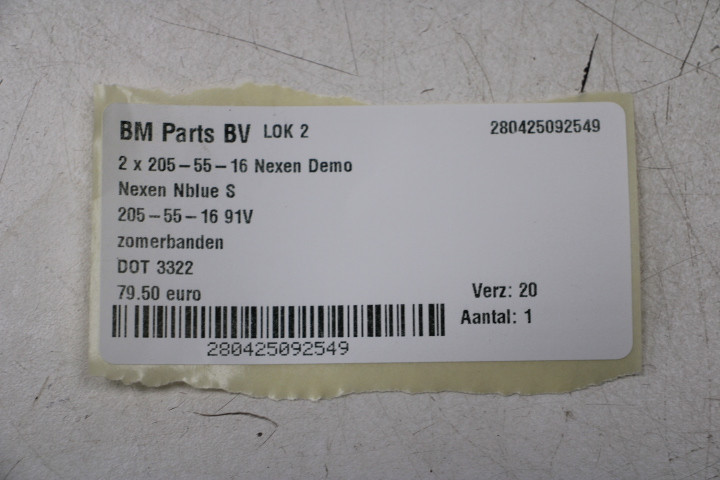 BM Parts BV LOK 2 280425092549
2 x 205-55-16 Nexen Demo
Nexen Nblue S
205-55-16 91V
zomerbanden
DOT 3322
79.50 euro Verz: 20
Aantal: 1
280425092549